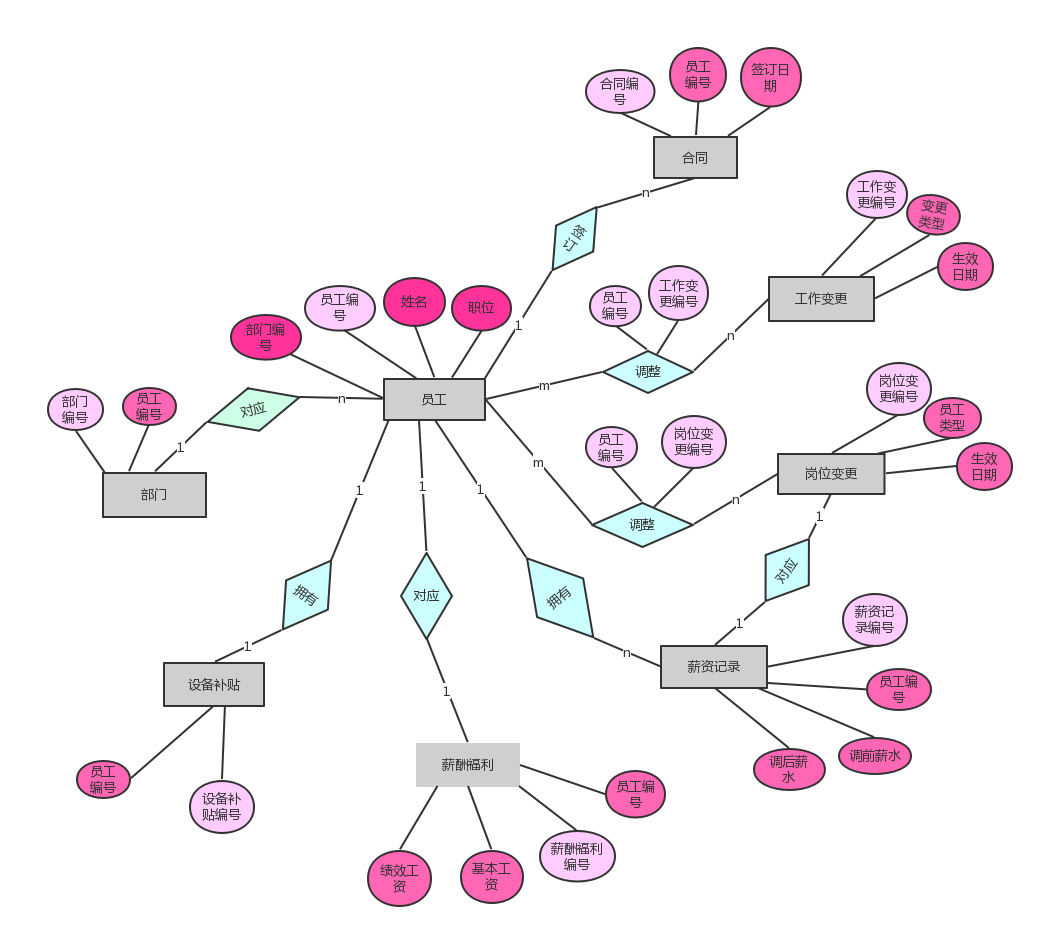 合同编
号
员工
编号
签订日
期
合同
n
签
订
1
工作变
更编号
变更
类型
生效
日期
工作变更
员工
编号
工作变
更编号
n
调整
m
部门编
号
员工编
号
姓名
职位
员工
n
对应
1
部门
编号
员工
编号
部门
岗位变
更编号
员工
类型
生效
日期
岗位变更
员工
编号
岗位变
更编号
m
n
调整
1
对应
1
1
拥有
1
设备补贴
员工
编号
设备补
贴编号
1
对应
1
薪酬福利
员工编
号
薪酬福利
编号
基本工
资
绩效工
资
1
拥有
n
薪资记录
薪资记
录编号
员工编
号
调前薪水
调后薪
水